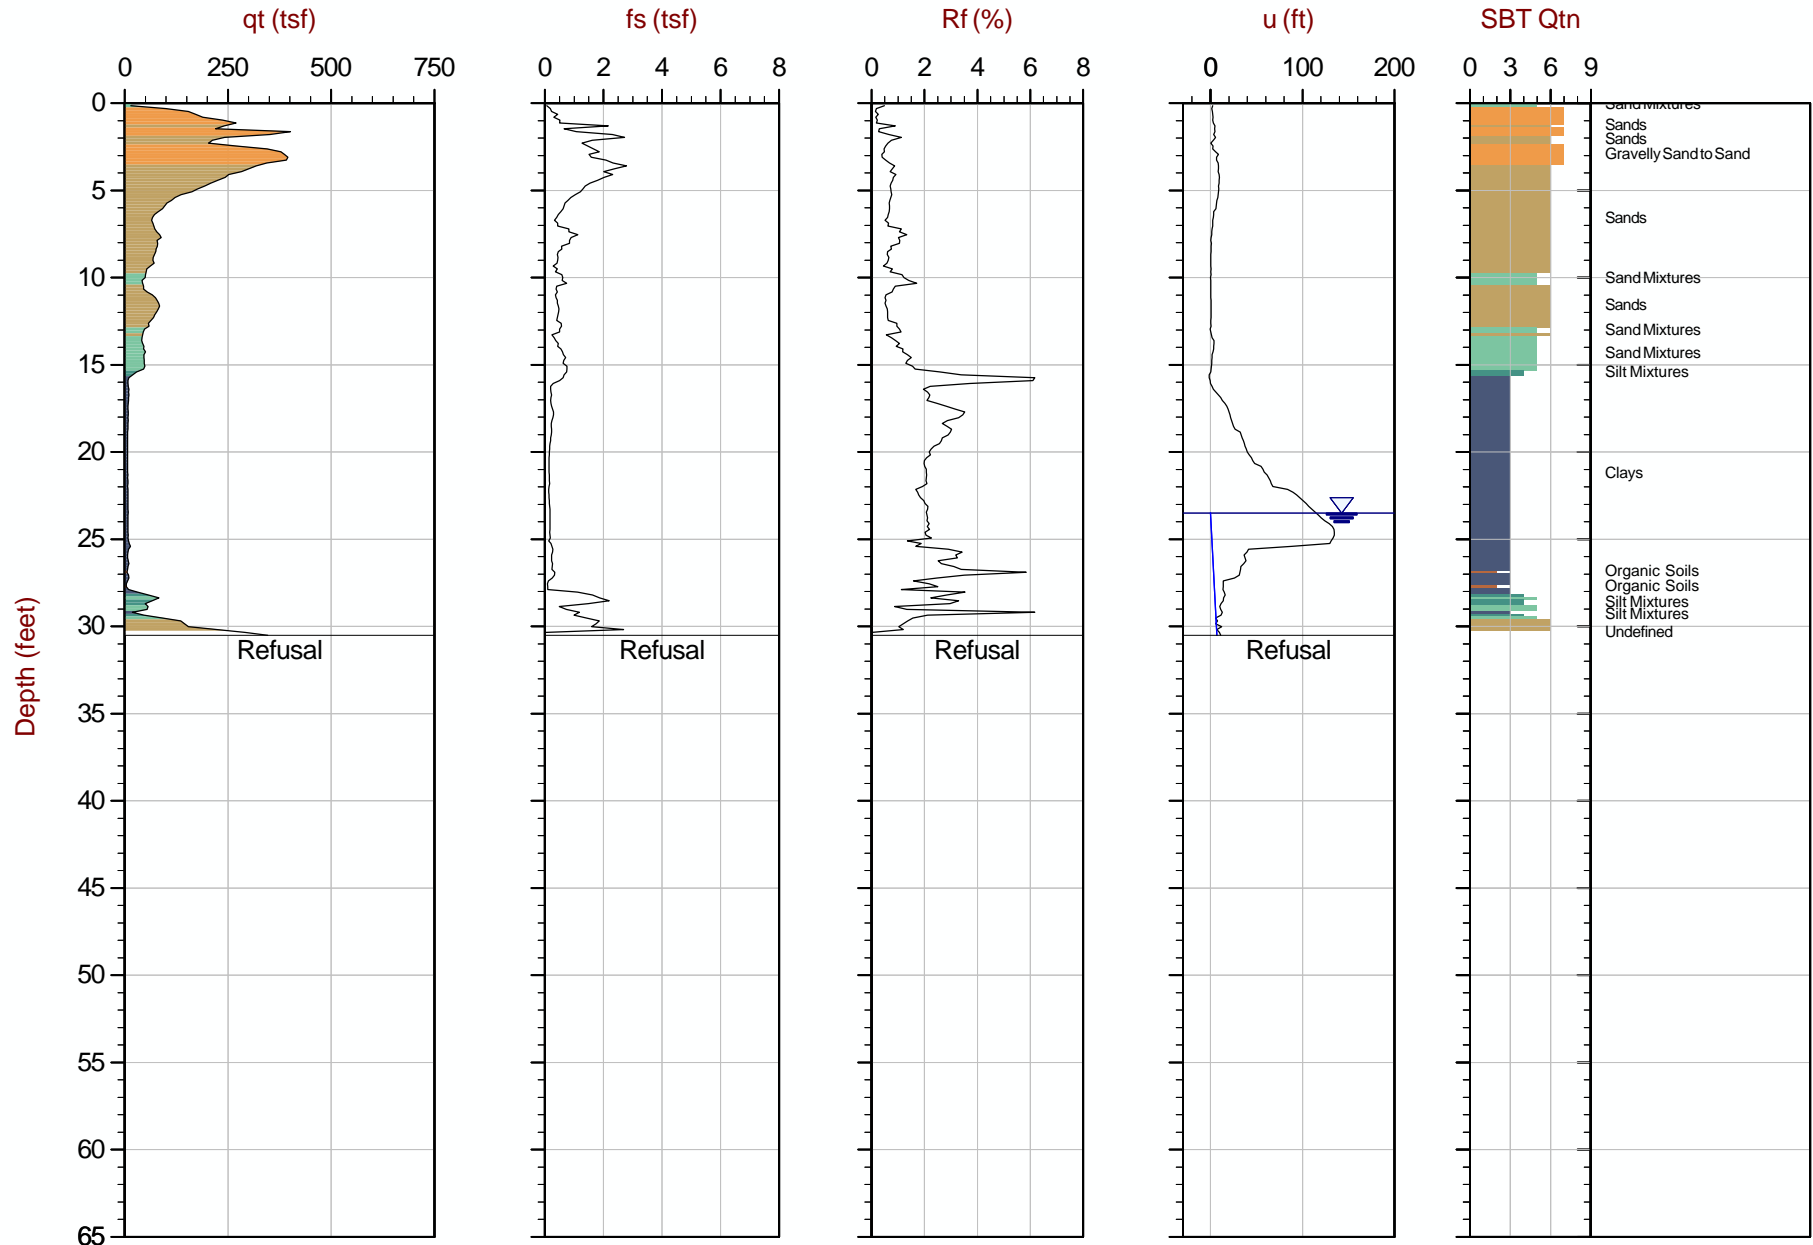 qt (tsf) fs (tsf) Rf (%) u (ft) SBT Qtn
0 250 500 750 0 2 4 6 8 0 2 4 6 8 0 100 200 0 3 6 9
0
Sand Mixtures
Sands
Sands
Gravelly Sand to Sand
5
Sands
10
Sand Mixtures
Sands
Sand Mixtures
Sand Mixtures
15
Silt Mixtures
20
Clays
25
Organic Soils
Organic Soils
Silt Mixtures
Silt Mixtures
30
Undefined
Refusal Refusal Refusal Refusal
Depth (feet)
35
40
45
50
55
60
65